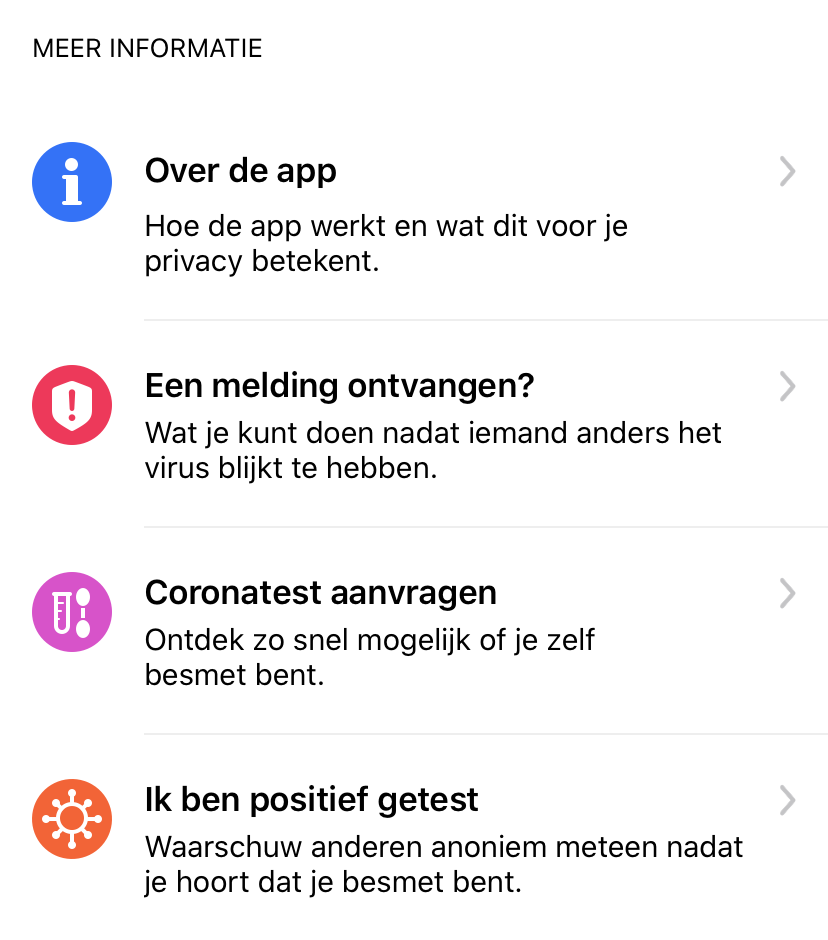 MEER INFORMATIE
Over de app
Hoe de app werkt en wat dit voor je
privacy betekent.
Een melding ontvangen?
Wat je kunt doen nadat iemand anders het
virus blijkt te hebben.
Coronatest aanvragen
Ontdek zo snel mogelijk of je zelf
besmet bent.
Ik ben positief getest
Waarschuw anderen anoniem meteen nadat
je hoort dat je besmet bent.